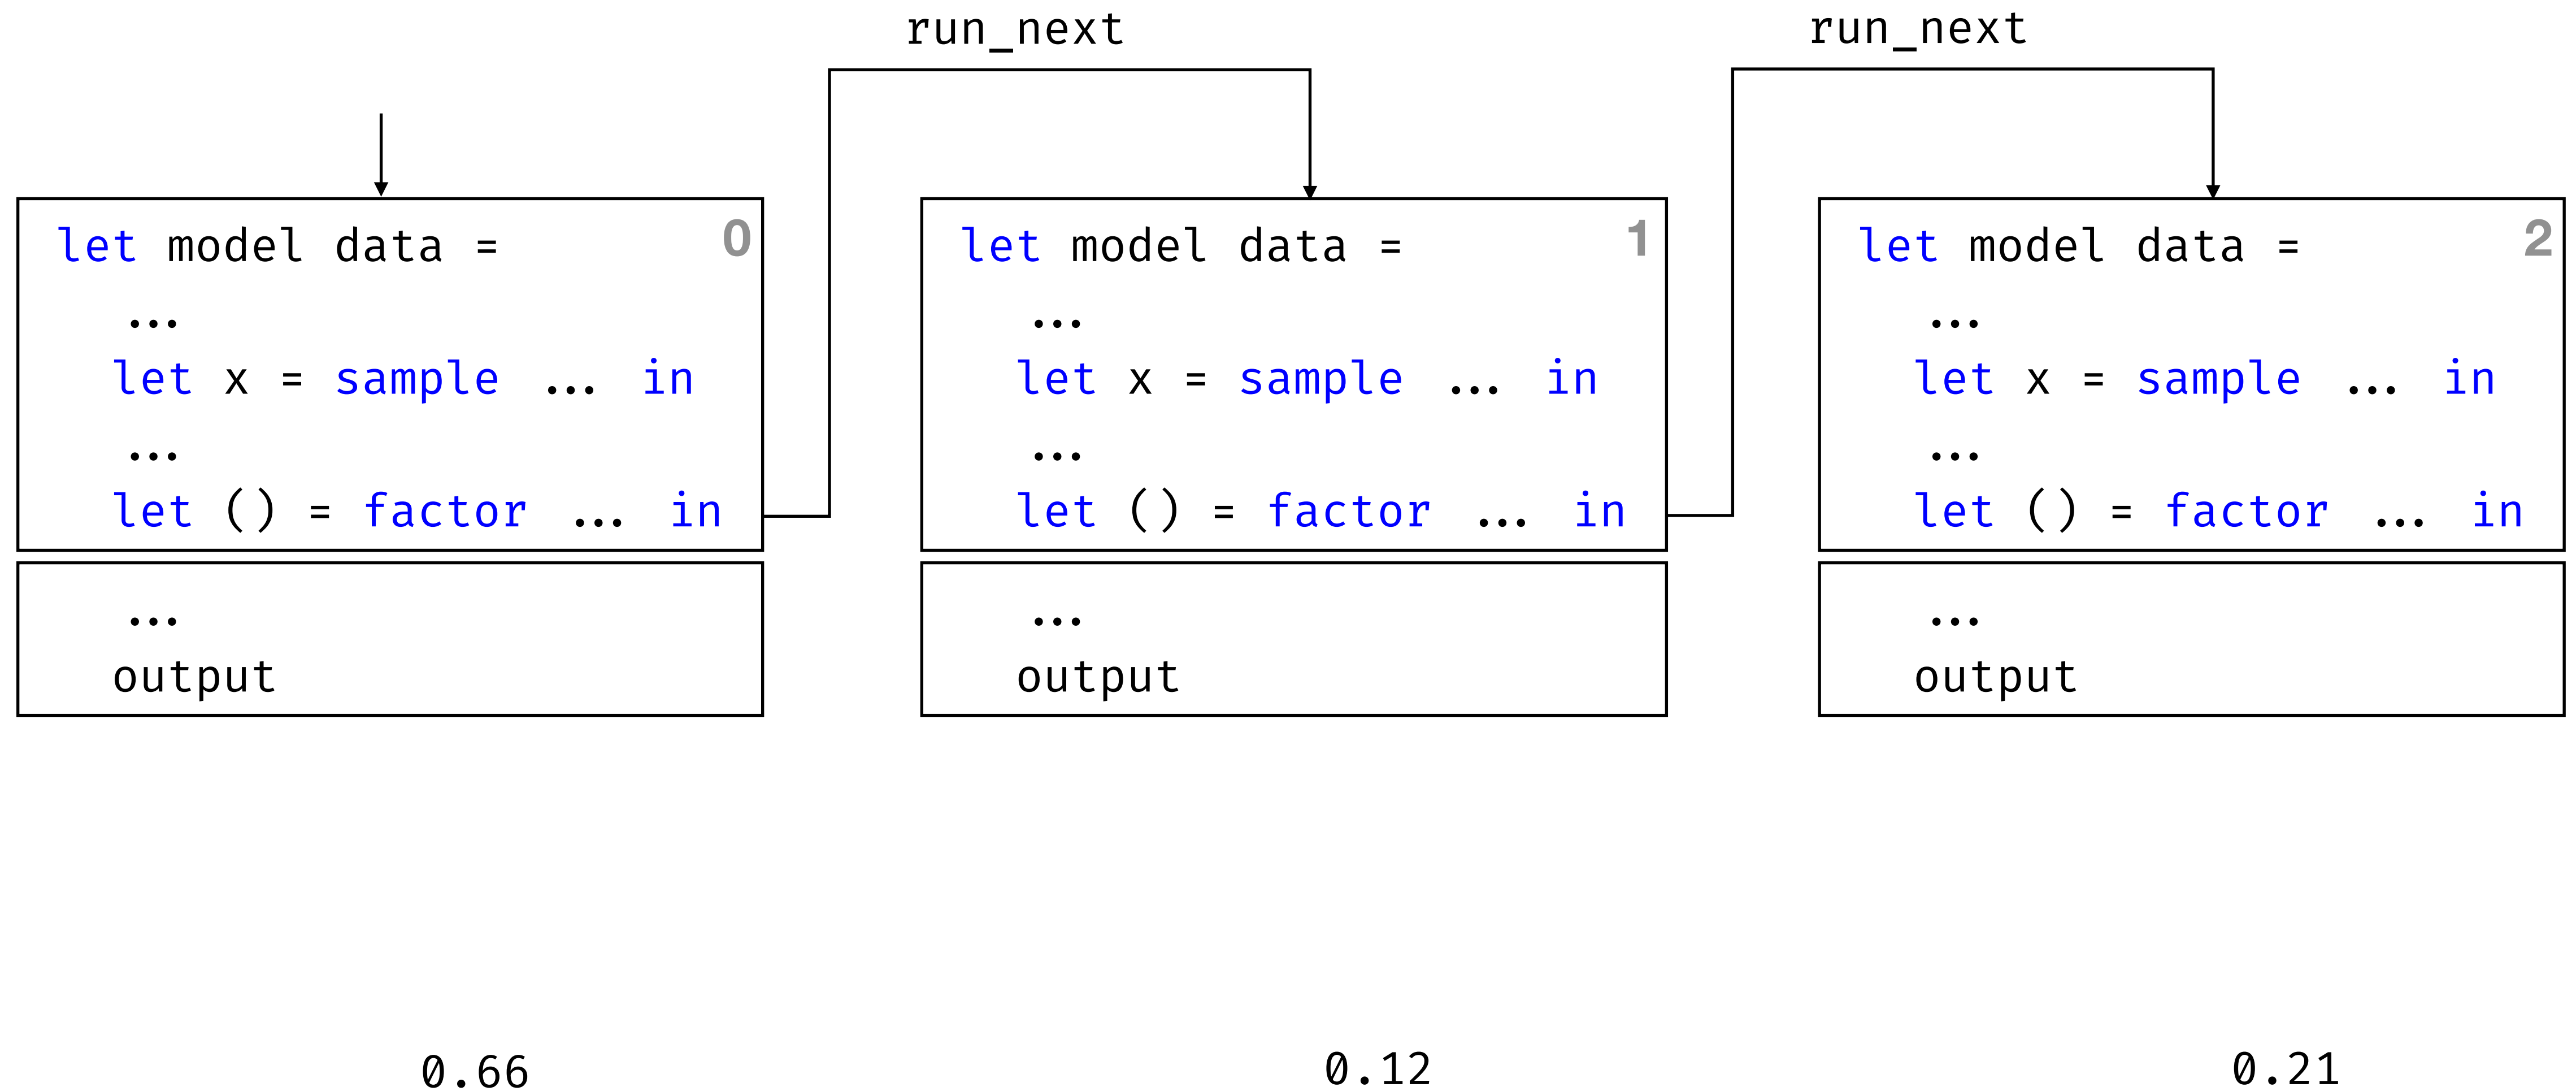 run_next
run_next
let model data =
0
...
let x = sample ... in
...
let () = factor ... in
...
output
let model data =
1
...
let x = sample ... in
...
let () = factor ... in
...
output
let model data =
2
...
let x = sample ... in
...
let () = factor ... in
...
output
0.66
0.12
0.21